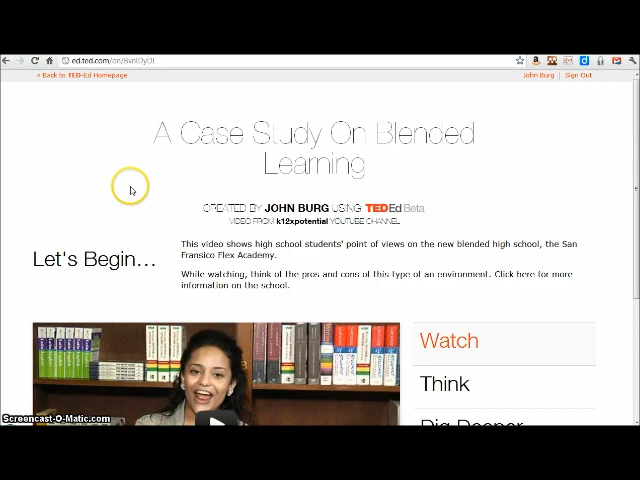 ed.ted.com/on/BvnIDyDI
< Back to TED-Ed Homepage
John Burg | Sign Out
A Case Study On Blended
Learning
CREATED BY JOHN BURG USING TEDEd Beta
VIDEO FROM k12xpotential YOUTUBE CHANNEL
Let's Begin...
This video shows high school students' point of views on the new blended high school, the San
Fransico Flex Academy.
While watching, think of the pros and cons of this type of an environment. Click here for more
information on the school.
Watch
Think
Dig Deeper
Screencast-O-Matic.com